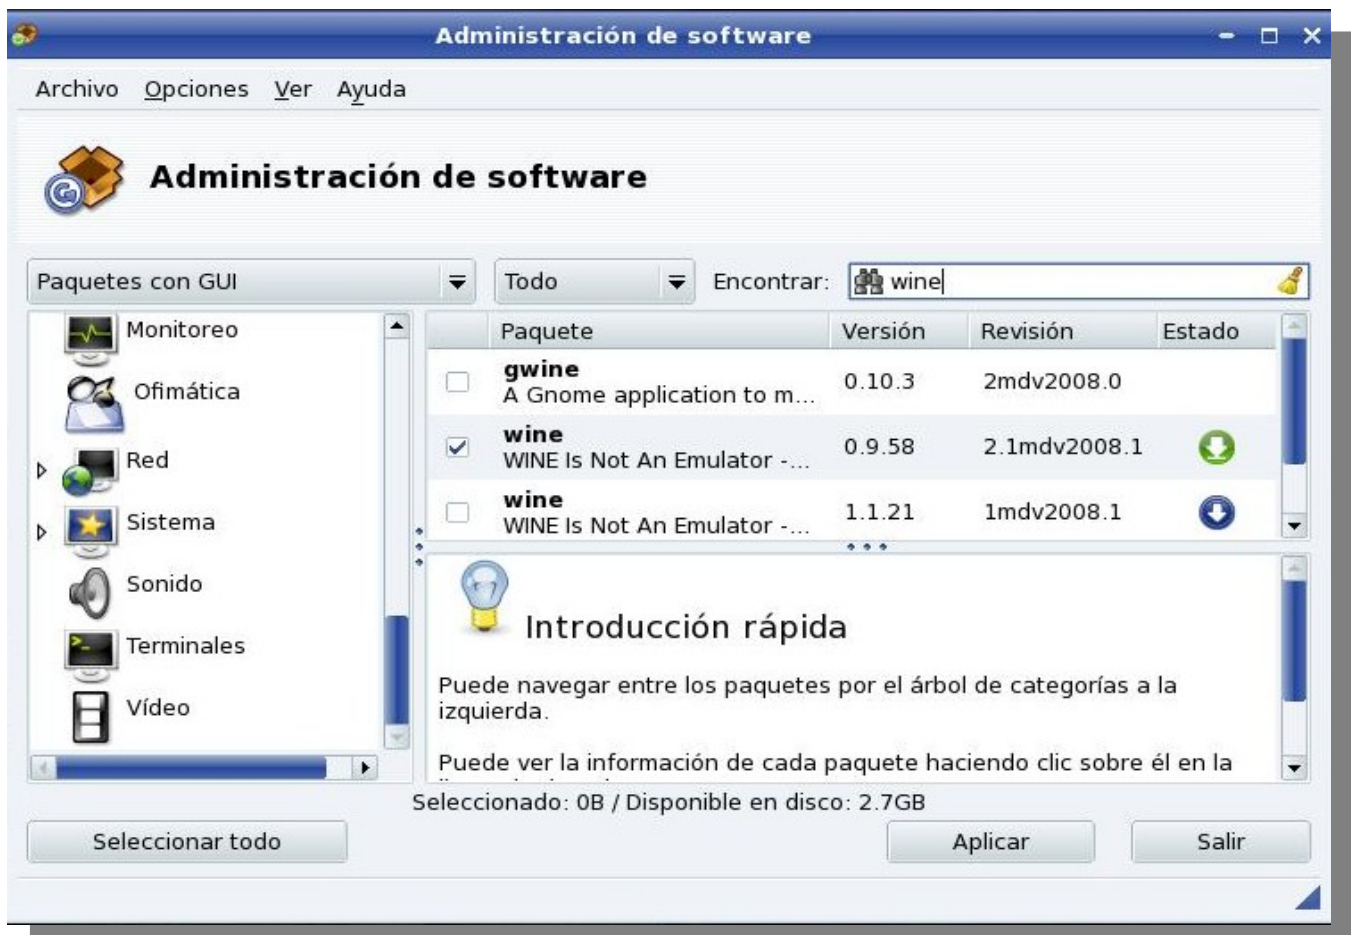 Administración de software
Archivo Opciones Ver Ayuda
Administración de software
Paquetes con GUI Todo Encontrar: wine
Monitoreo
Ofimática
Red
Sistema
Sonido
Terminales
Vídeo
Paquete Versión Revisión Estado
gwine
A Gnome application to m... 0.10.3 2mdv2008.0
wine
WINE Is Not An Emulator -... 0.9.58 2.1mdv2008.1
wine
WINE Is Not An Emulator -... 1.1.21 1mdv2008.1
Introducción rápida
Puede navegar entre los paquetes por el árbol de categorías a la
izquierda.
Puede ver la información de cada paquete haciendo clic sobre él en la
Seleccionado: 0B / Disponible en disco: 2.7GB
Seleccionar todo Aplicar Salir